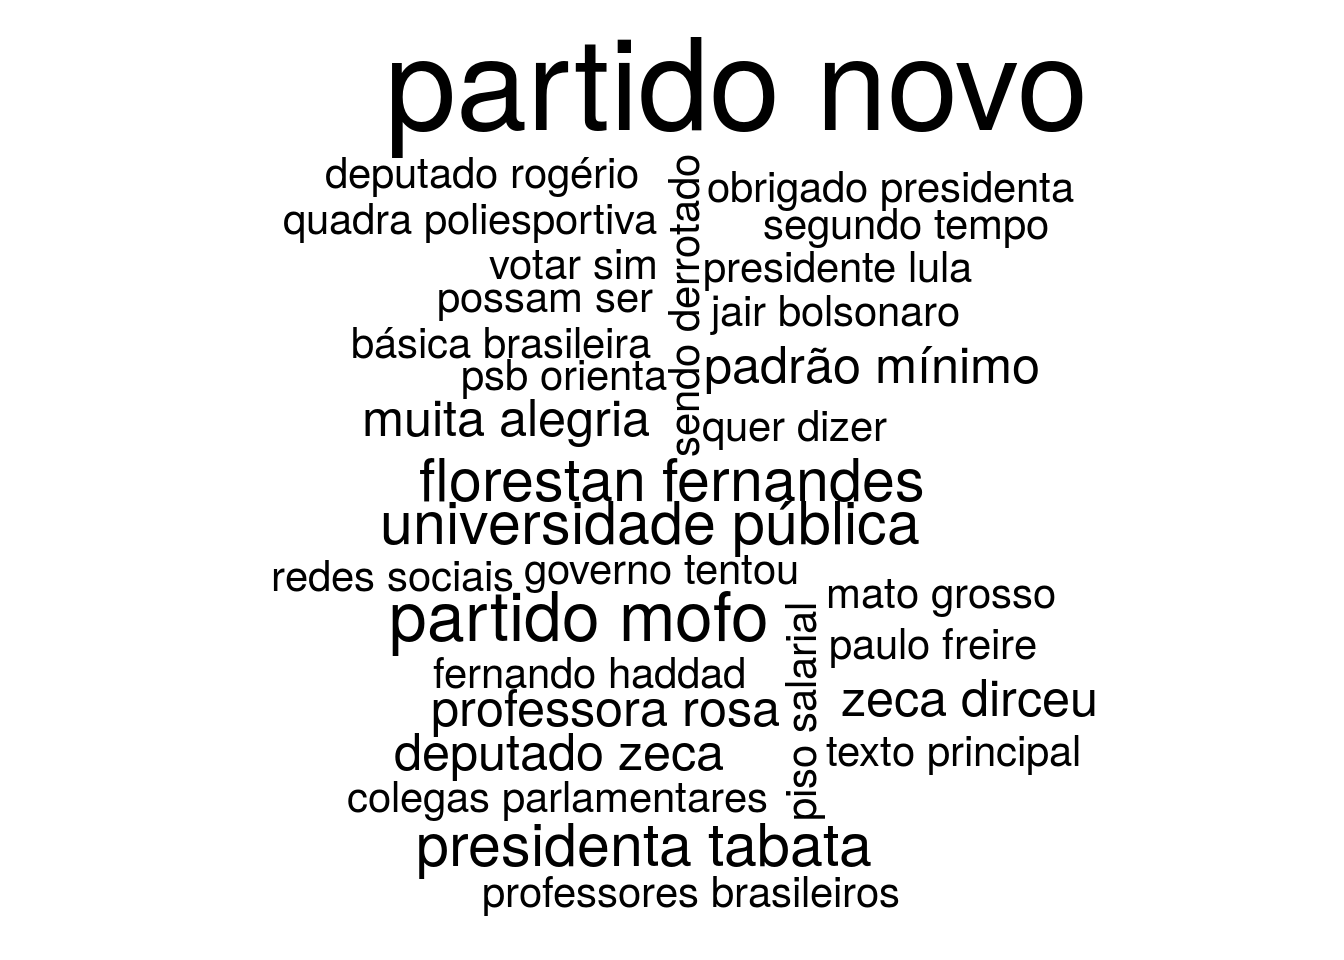 partido novo
deputado rogério
obrigado presidenta
quadra poliesportiva
segundo tempo
votar sim
presidente lula
possam ser
jair bolsonaro
sendo derrotado
básica brasileira
padrão mínimo
psb orienta
muita alegria
quer dizer
florestan fernandes
universidade pública
redes sociais
governo tentou
mato grosso
partido mofo
paulo freire
piso salarial
fernando haddad
zeca dirceu
professora rosa
deputado zeca
texto principal
colegas parlamentares
presidenta tabata
professores brasileiros